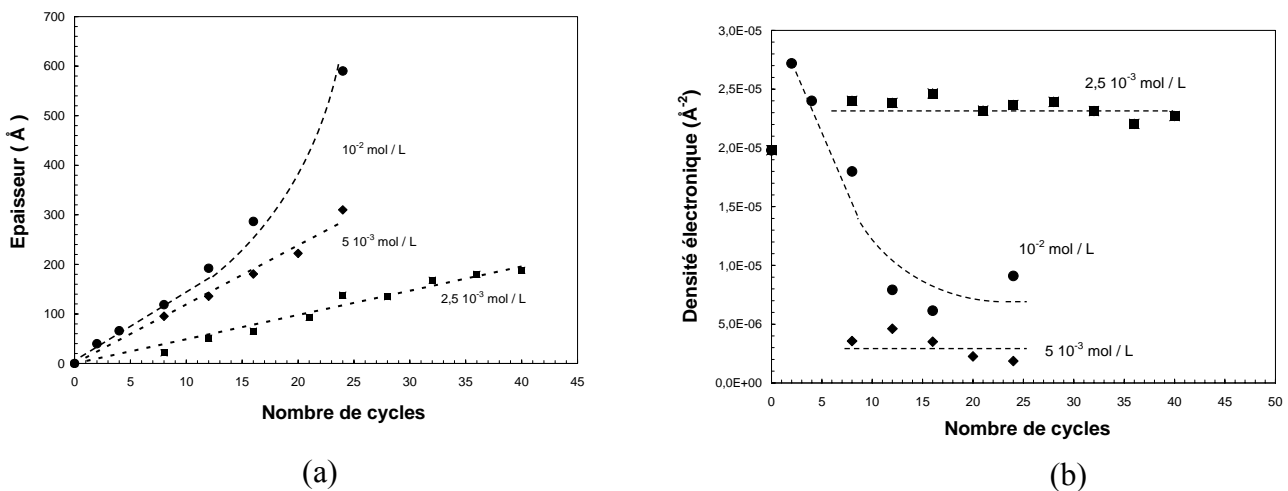 700
600
500
400
300
200
100
0
0 5 10 15 20 25 30 35 40 45
Epaisseur ( Å )
Nombre de cycles
10⁻² mol / L
5 10⁻³ mol / L
2,5 10⁻³ mol / L
(a)
3,0E-05
2,5E-05
2,0E-05
1,5E-05
1,0E-05
5,0E-06
0,0E+00
0 5 10 15 20 25 30 35 40 45 50
Densité électronique (Å⁻²)
Nombre de cycles
2,5 10⁻³ mol / L
10⁻² mol / L
5 10⁻³ mol / L
(b)